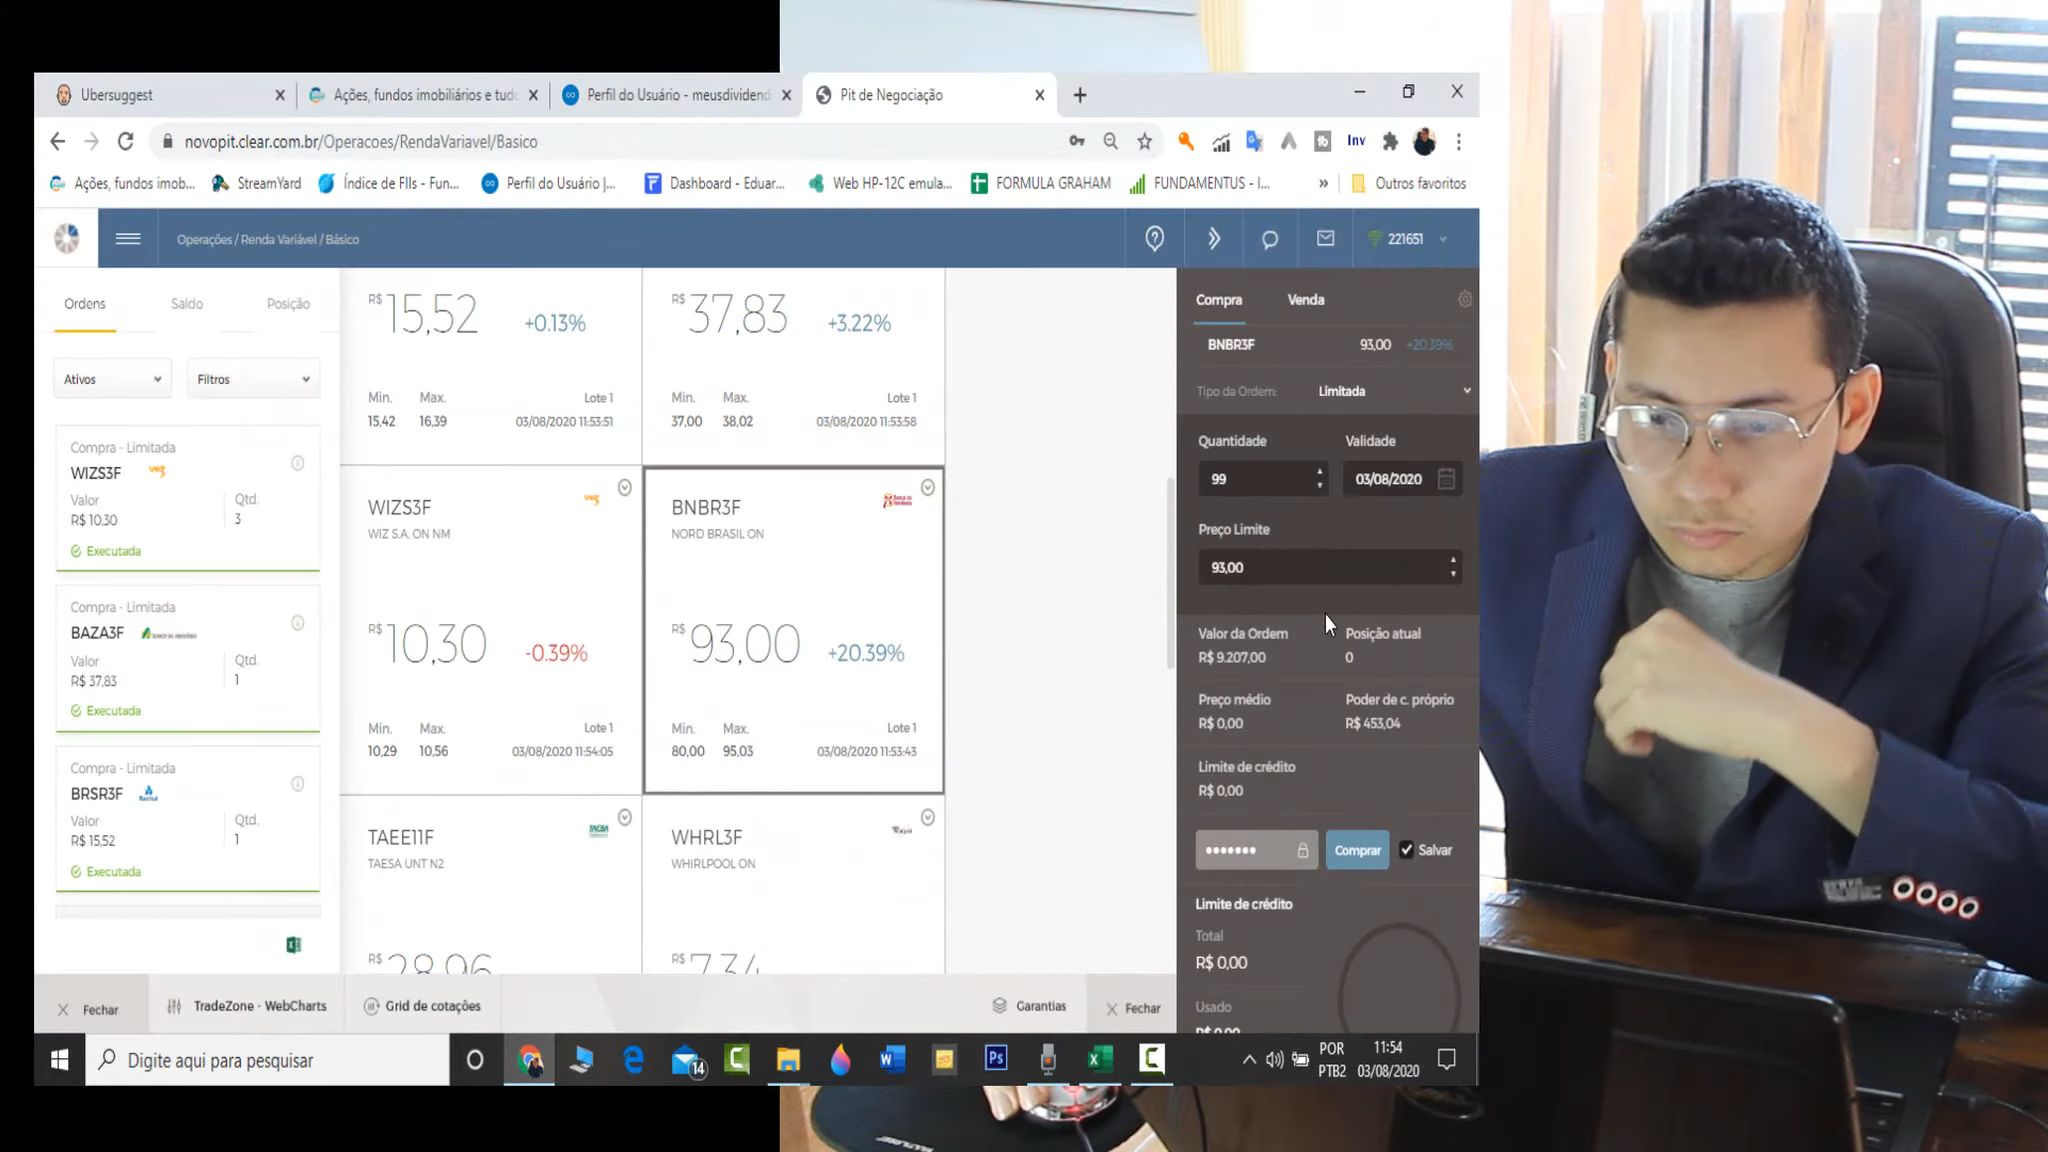 Ubersuggest
Ações, fundos imobiliários e tudo
Perfil do Usuário - meusdividend
Pit de Negociação
novopit.clear.com.br/Operacoes/RendaVariavel/Basico
Inv
Ações, fundos imob...
StreamYard
Índice de FIIs - Fun...
Perfil do Usuário |...
Dashboard - Eduar...
Web HP-12C emula...
FORMULA GRAHAM
FUNDAMENTUS - I...
»
Outros favoritos
Operações / Renda Variável / Básico
221651
Ordens
Saldo
Posição
Ativos
Filtros
Compra - Limitada
WIZS3F
Valor
Qtd.
R$ 10,30
3
Executada
Compra - Limitada
BAZA3F
Valor
Qtd.
R$ 37,83
1
Executada
Compra - Limitada
BRSR3F
Valor
Qtd.
R$ 15,52
1
Executada
R$ 15,52
+0.13%
Min.
Max.
Lote 1
15,42
16,39
03/08/2020 11:53:51
R$ 37,83
+3.22%
Min.
Max.
Lote 1
37,00
38,02
03/08/2020 11:53:58
WIZS3F
WIZ S.A. ON NM
R$ 10,30
-0.39%
Min.
Max.
Lote 1
10,29
10,56
03/08/2020 11:54:05
BNBR3F
NORD BRASIL ON
R$ 93,00
+20.39%
Min.
Max.
Lote 1
80,00
95,03
03/08/2020 11:53:43
TAEE11F
TAESA UNT N2
R$ 28,96
WHRL3F
WHIRLPOOL ON
R$ 7,34
Compra
Venda
BNBR3F
93,00
+20.39%
Tipo da Ordem:
Limitada
Quantidade
Validade
99
03/08/2020
Preço Limite
93,00
Valor da Ordem
Posição atual
R$ 9.207,00
0
Preço médio
Poder de c. próprio
R$ 0,00
R$ 453,04
Limite de crédito
R$ 0,00
•••••••
Comprar
Salvar
Limite de crédito
Total
R$ 0,00
Usado
R$ 0,00
Fechar
TradeZone - WebCharts
Grid de cotações
Garantias
Fechar
Digite aqui para pesquisar
14
Ps
POR
PTB2
11:54
03/08/2020